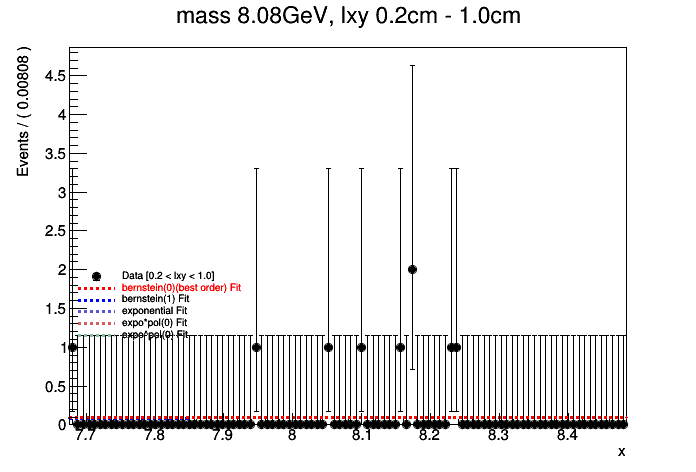 mass 8.08GeV, lxy 0.2cm - 1.0cm
Events / ( 0.00808 )
4.5
4
3.5
3
2.5
2
1.5
1
0.5
0
Data [0.2 < lxy < 1.0]
bernstein(0)(best order) Fit
bernstein(1) Fit
exponential Fit
expo*pol(0) Fit
expo*pol(0) Fit
7.7 7.8 7.9 8 8.1 8.2 8.3 8.4
x